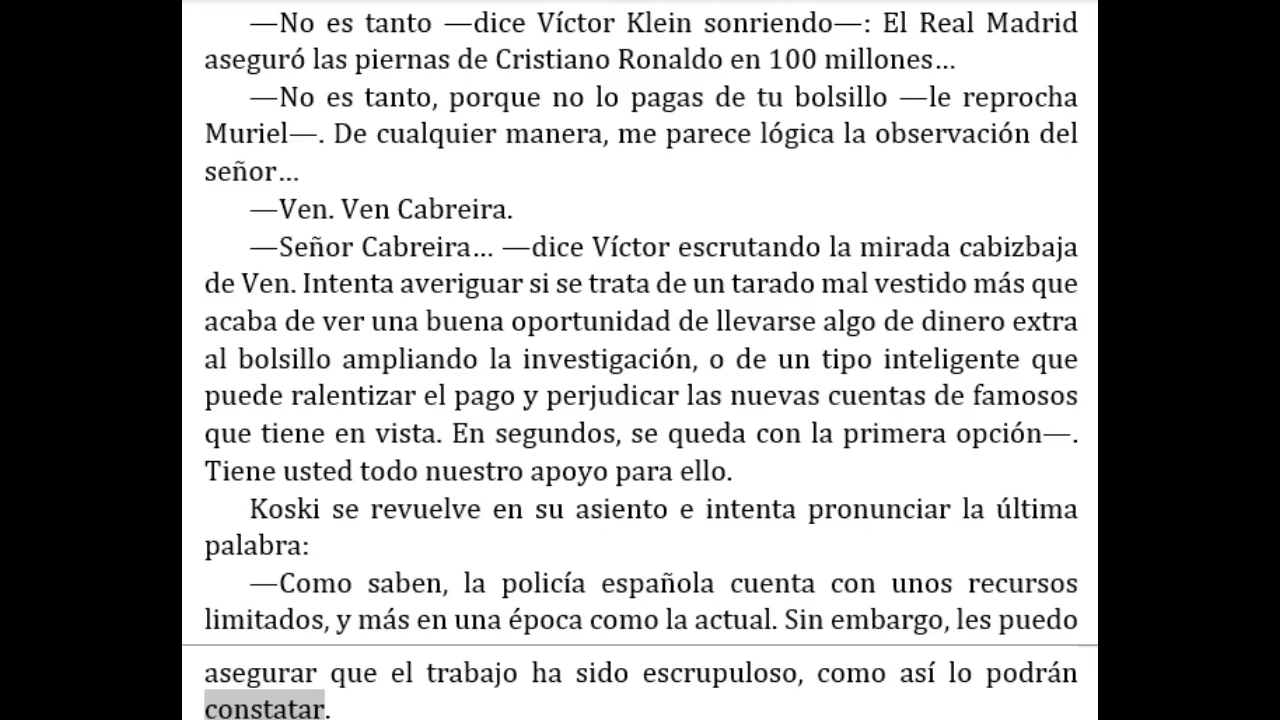 —No es tanto —dice Víctor Klein sonriendo—: El Real Madrid
aseguró las piernas de Cristiano Ronaldo en 100 millones…
—No es tanto, porque no lo pagas de tu bolsillo —le reprocha
Muriel—. De cualquier manera, me parece lógica la observación del
señor…
—Ven. Ven Cabreira.
—Señor Cabreira… —dice Víctor escrutando la mirada cabizbaja
de Ven. Intenta averiguar si se trata de un tarado mal vestido más que
acaba de ver una buena oportunidad de llevarse algo de dinero extra
al bolsillo ampliando la investigación, o de un tipo inteligente que
puede ralentizar el pago y perjudicar las nuevas cuentas de famosos
que tiene en vista. En segundos, se queda con la primera opción—.
Tiene usted todo nuestro apoyo para ello.
Koski se revuelve en su asiento e intenta pronunciar la última
palabra:
—Como saben, la policía española cuenta con unos recursos
limitados, y más en una época como la actual. Sin embargo, les puedo
asegurar que el trabajo ha sido escrupuloso, como así lo podrán
constatar.